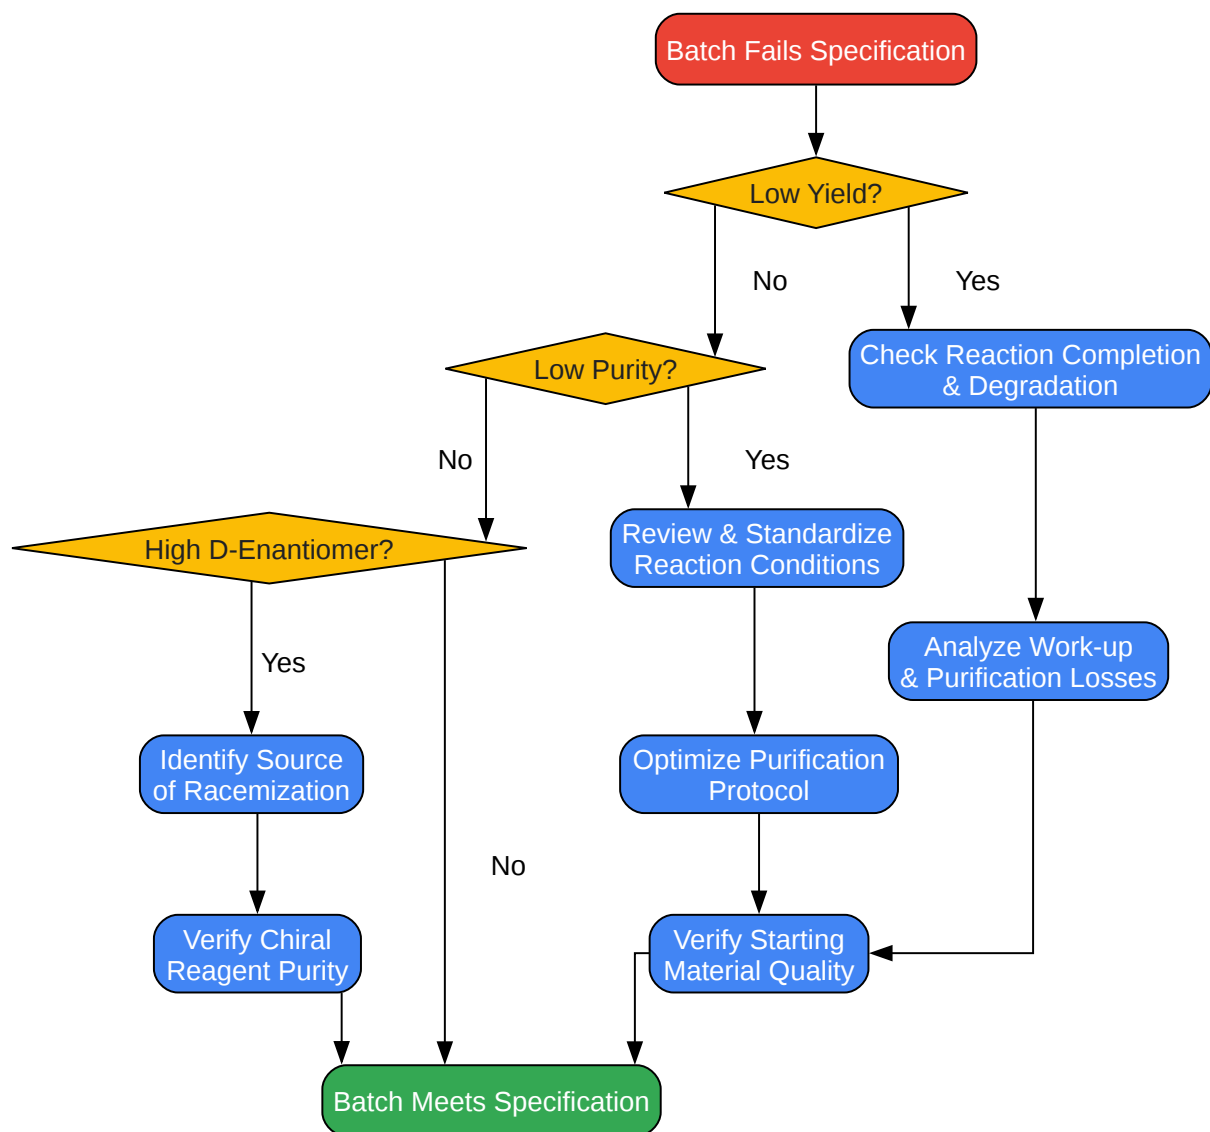 Batch Fails Specification
Low Yield?
No
Yes
Low Purity?
Check Reaction Completion
& Degradation
No
Yes
High D-Enantiomer?
Review & Standardize
Reaction Conditions
Analyze Work-up
& Purification Losses
Yes
Identify Source
of Racemization
Optimize Purification
Protocol
No
Verify Chiral
Reagent Purity
Verify Starting
Material Quality
Batch Meets Specification